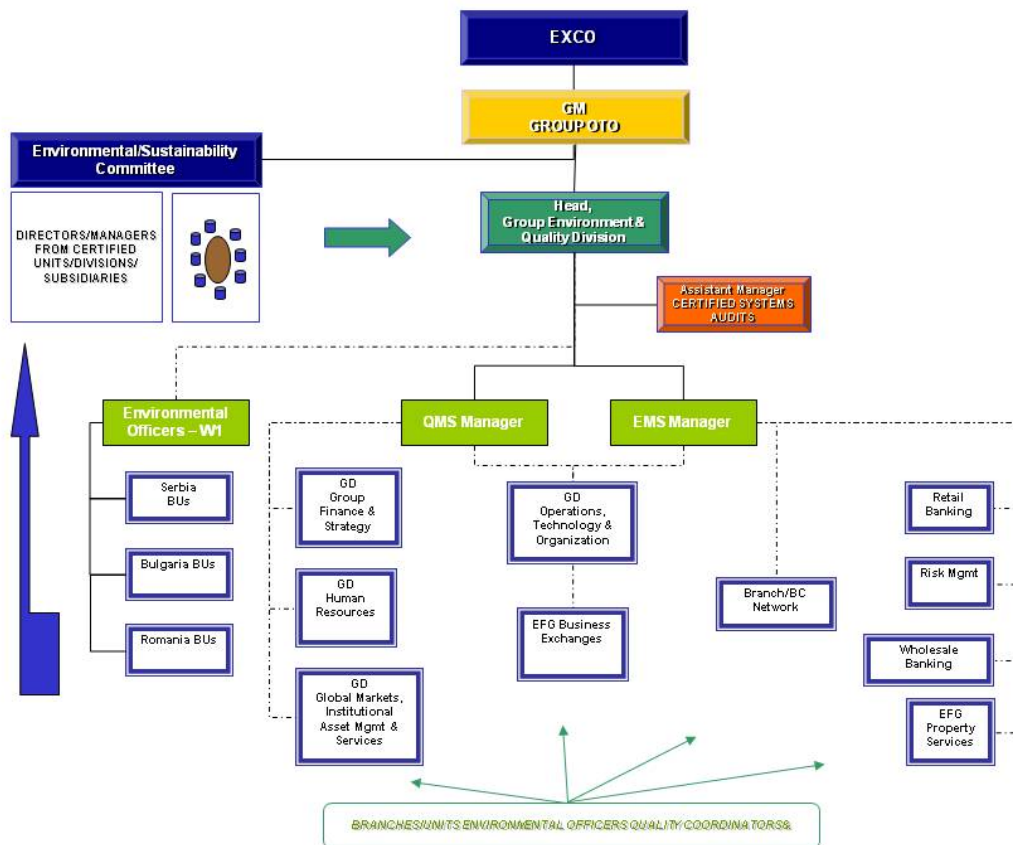 EXCO
GM
GROUP OTO
Environmental/Sustainability
Committee
DIRECTORS/MANAGERS
FROM CERTIFIED
UNITS/DIVISIONS/
SUBSIDIARIES
Head,
Group Environment &
Quality Division
Assistant Manager
CERTIFIED SYSTEMS
AUDITS
Environmental
Officers – W1
QMS Manager
EMS Manager
Serbia
BUs
Bulgaria BUs
Romania BUs
GD
Group
Finance &
Strategy
GD
Human
Resources
GD
Global Markets,
Institutional
Asset Mgmt &
Services
GD
Operations,
Technology &
Organization
EFG Business
Exchanges
Branch/BC
Network
Retail
Banking
Risk Mgmt
Wholesale
Banking
EFG
Property
Services
BRANCHES/UNITS ENVIRONMENTAL OFFICERS QUALITY COORDINATORS&